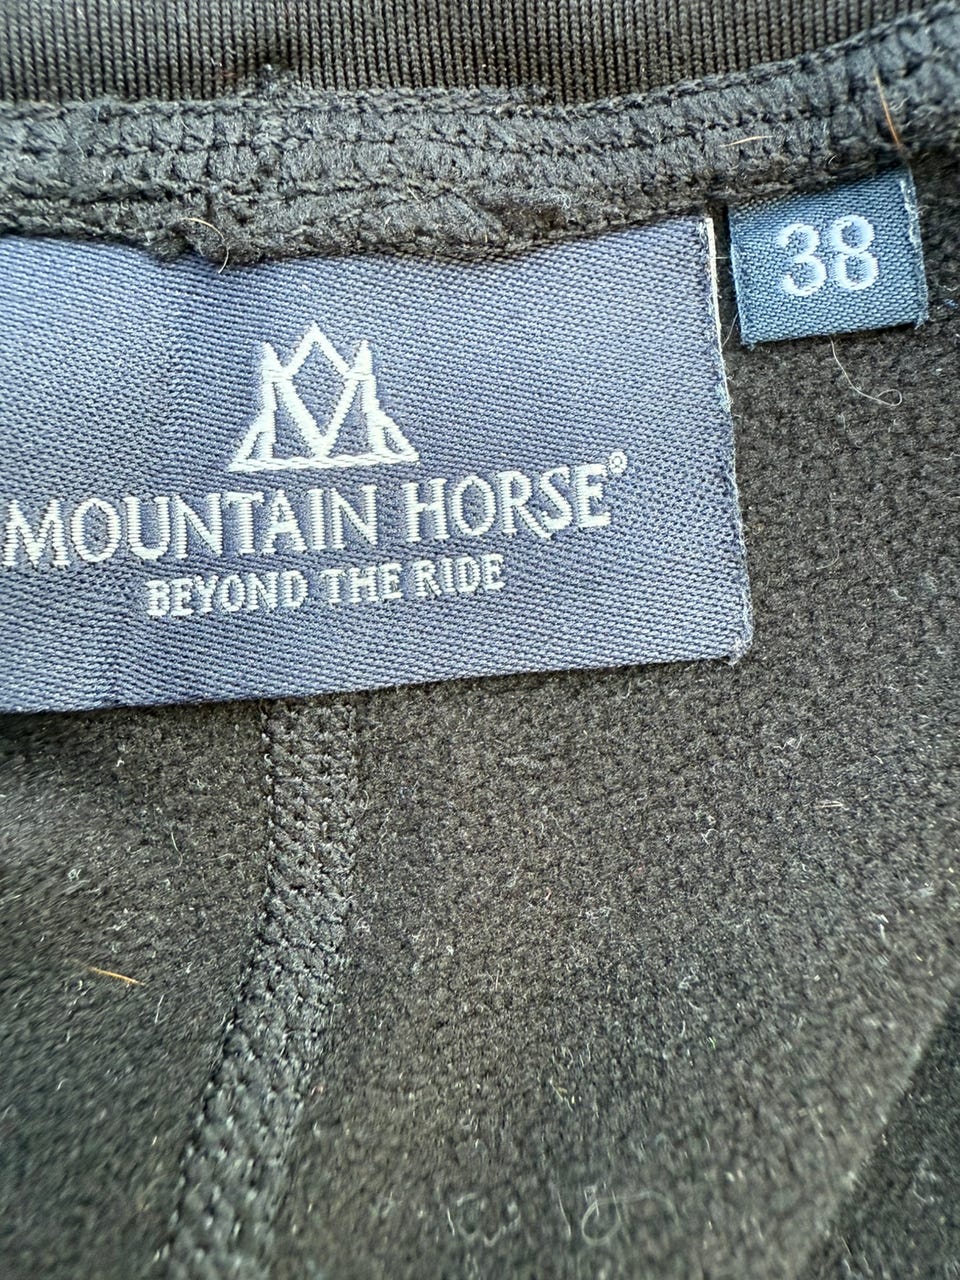 38
MOUNTAIN HORSE®
BEYOND THE RIDE